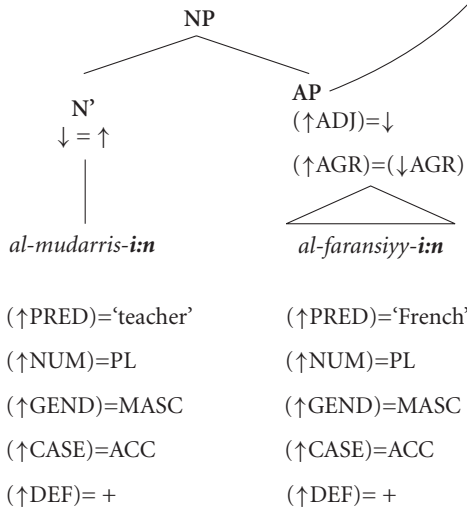 NP
N’
↓ = ↑
AP
(↑ADJ)=↓
(↑AGR)=(↓AGR)
al-mudarris-i:n
al-faransiyy-i:n
(↑PRED)=‘teacher’ (↑PRED)=‘French’
(↑NUM)=PL (↑NUM)=PL
(↑GEND)=MASC (↑GEND)=MASC
(↑CASE)=ACC (↑CASE)=ACC
(↑DEF)= + (↑DEF)= +